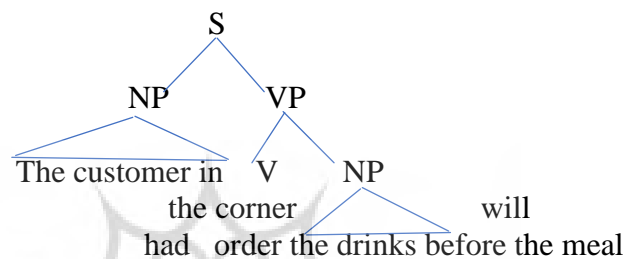 S
NP VP
The customer in V NP
the corner will
had order the drinks before the meal